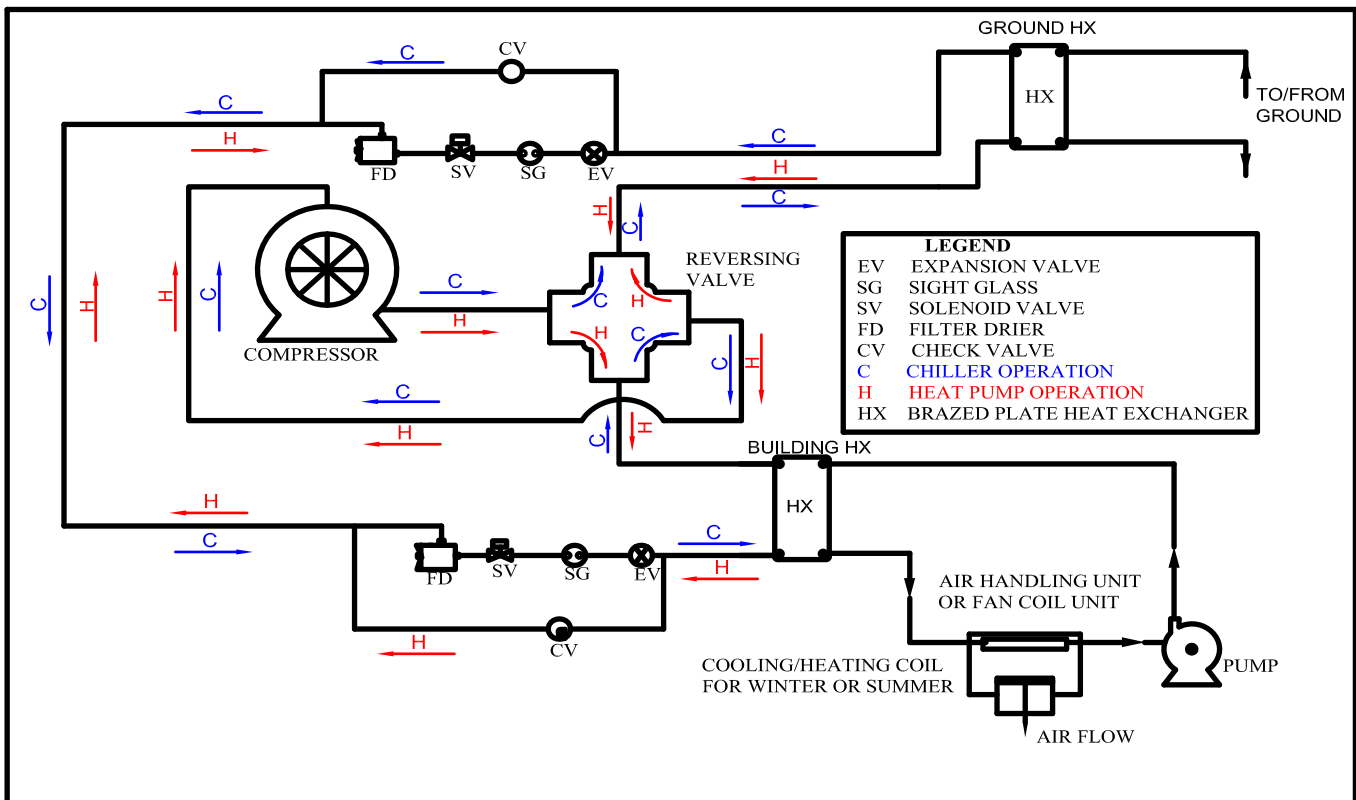 GROUND HX
CV
C
C
HX
TO/FROM
GROUND
C
H
FD
SV
SG
EV
H
C
H
C
REVERSING
VALVE
C
H
H
C
C
H
C
H
C
H
H
C
COMPRESSOR
C
H
C
H
C
H
LEGEND
EV EXPANSION VALVE
SG SIGHT GLASS
SV SOLENOID VALVE
FD FILTER DRIER
CV CHECK VALVE
C CHILLER OPERATION
H HEAT PUMP OPERATION
HX BRAZED PLATE HEAT EXCHANGER
BUILDING HX
HX
H
C
C
H
FD
SV
SG
EV
H
CV
AIR HANDLING UNIT
OR FAN COIL UNIT
COOLING/HEATING COIL
FOR WINTER OR SUMMER
PUMP
AIR FLOW